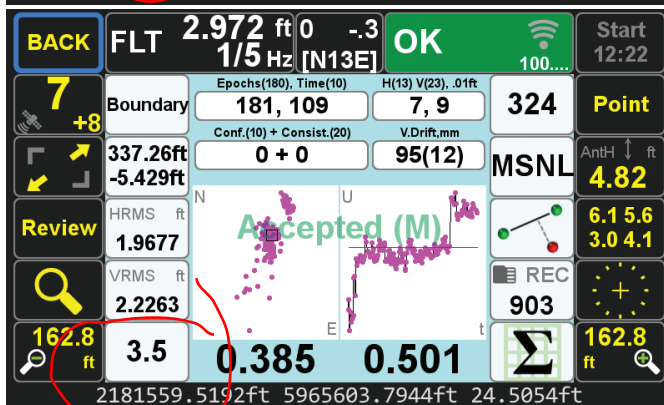 BACK
FLT
2.972 ft
1/5 Hz
0 -.3
[N13E]
OK
100....
Start
12:22
7
+8
Boundary
Epochs(180), Time(10)
181, 109
H(13) V(23), .01ft
7, 9
324
Point
337.26ft
-5.429ft
Conf.(10) + Consist.(20)
0 + 0
V.Drift,mm
95(12)
MSNL
AntH ft
4.82
Review
HRMS ft
1.9677
N
U
Accepted (M)
E
t
6.1 5.6
3.0 4.1
VRMS ft
2.2263
REC
903
162.8
ft
3.5
0.385
0.501
Σ
162.8
ft
2181559.5192ft 5965603.7944ft 24.5054ft